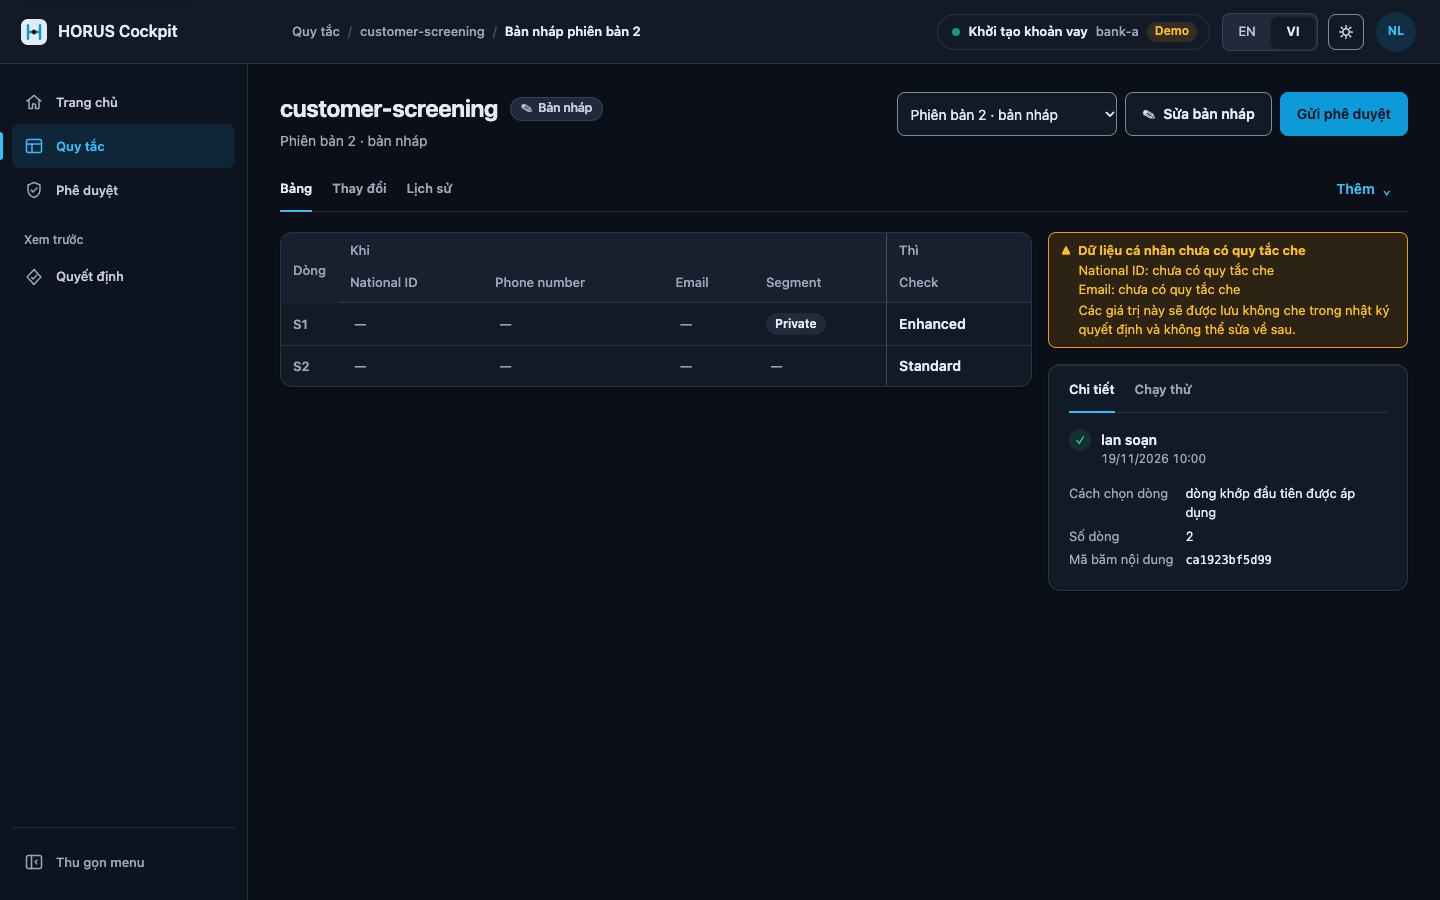 HORUS Cockpit
Quy tắc / customer-screening / Bản nháp phiên bản 2
Khởi tạo khoản vay bank-a Demo
EN VI
NL
Trang chủ
Quy tắc
Phê duyệt
Xem trước
Quyết định
Thu gọn menu
customer-screening
Bản nháp
Phiên bản 2 · bản nháp
Phiên bản 2 · bản nháp
Sửa bản nháp
Gửi phê duyệt
Bảng Thay đổi Lịch sử
Thêm
Dòng Khi Thì
National ID Phone number Email Segment Check
S1 — — — Private Enhanced
S2 — — — — Standard
Dữ liệu cá nhân chưa có quy tắc che
National ID: chưa có quy tắc che
Email: chưa có quy tắc che
Các giá trị này sẽ được lưu không che trong nhật ký
quyết định và không thể sửa về sau.
Chi tiết Chạy thử
lan soạn
19/11/2026 10:00
Cách chọn dòng dòng khớp đầu tiên được áp
dụng
Số dòng 2
Mã băm nội dung ca1923bf5d99